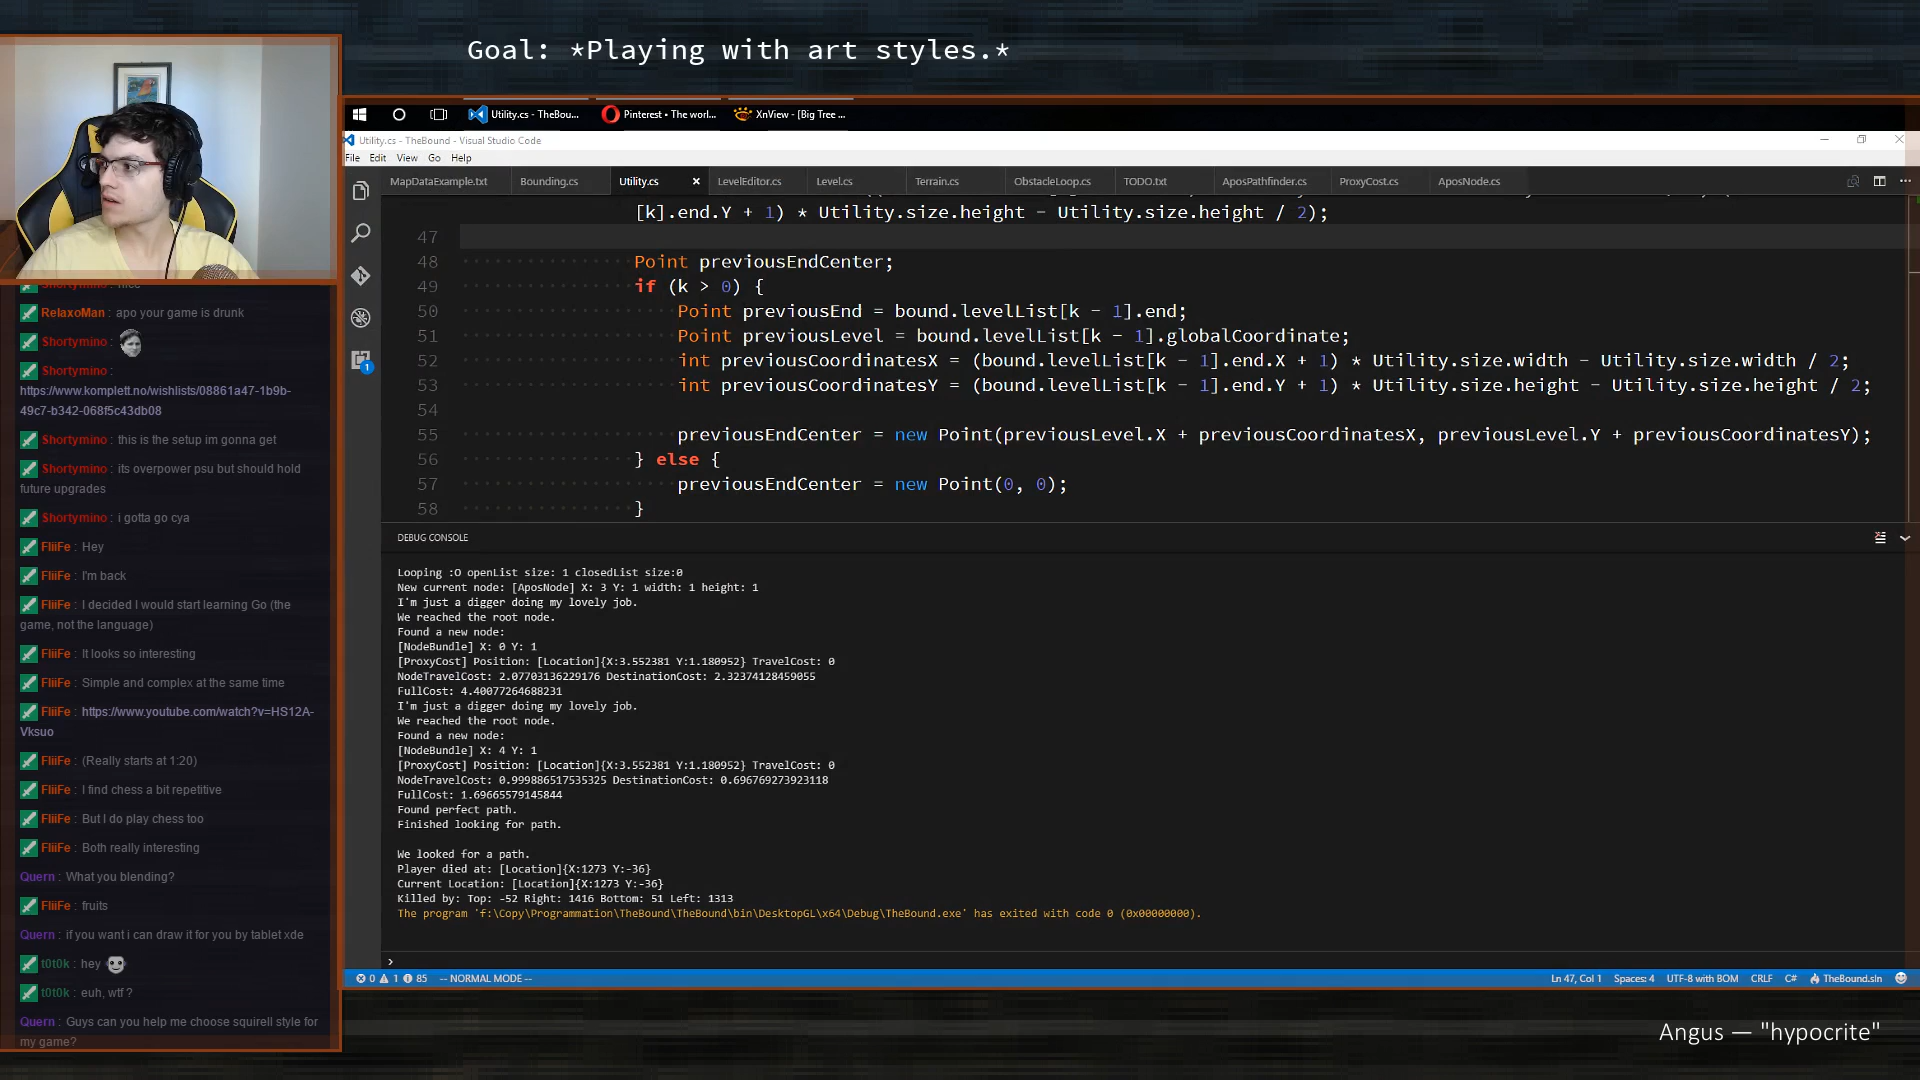 Goal: *Playing with art styles.*
Utility.cs - TheBou...
Pinterest • The worl...
XnView - [Big Tree ...
Utility.cs - TheBound - Visual Studio Code
File Edit View Go Help
MapDataExample.txt Bounding.cs Utility.cs LevelEditor.cs Level.cs Terrain.cs ObstacleLoop.cs TODO.txt AposPathfinder.cs ProxyCost.cs AposNode.cs
[k].end.Y + 1) * Utility.size.height - Utility.size.height / 2);
47
48 Point previousEndCenter;
49 if (k > 0) {
50 Point previousEnd = bound.levelList[k - 1].end;
51 Point previousLevel = bound.levelList[k - 1].globalCoordinate;
52 int previousCoordinatesX = (bound.levelList[k - 1].end.X + 1) * Utility.size.width - Utility.size.width / 2;
53 int previousCoordinatesY = (bound.levelList[k - 1].end.Y + 1) * Utility.size.height - Utility.size.height / 2;
54
55 previousEndCenter = new Point(previousLevel.X + previousCoordinatesX, previousLevel.Y + previousCoordinatesY);
56 } else {
57 previousEndCenter = new Point(0, 0);
58 }
DEBUG CONSOLE
Looping :O openList size: 1 closedList size:0
New current node: [AposNode] X: 3 Y: 1 width: 1 height: 1
I'm just a digger doing my lovely job.
We reached the root node.
Found a new node:
[NodeBundle] X: 0 Y: 1
[ProxyCost] Position: [Location]{X:3.552381 Y:1.180952} TravelCost: 0
NodeTravelCost: 2.07703136229176 DestinationCost: 2.32374128459055
FullCost: 4.40077264688231
I'm just a digger doing my lovely job.
We reached the root node.
Found a new node:
[NodeBundle] X: 4 Y: 1
[ProxyCost] Position: [Location]{X:3.552381 Y:1.180952} TravelCost: 0
NodeTravelCost: 0.999886517535325 DestinationCost: 0.696769273923118
FullCost: 1.69665579145844
Found perfect path.
Finished looking for path.
We looked for a path.
Player died at: [Location]{X:1273 Y:-36}
Current Location: [Location]{X:1273 Y:-36}
Killed by: Top: -52 Right: 1416 Bottom: 51 Left: 1313
The program 'f:\Copy\Programmation\TheBound\TheBound\bin\DesktopGL\x64\Debug\TheBound.exe' has exited with code 0 (0x00000000).
>
0 1 85 -- NORMAL MODE -- Ln 47, Col 1 Spaces: 4 UTF-8 with BOM CRLF C# TheBound.sln
1
Shortymino: nice
RelaxoMan : apo your game is drunk
Shortymino :
Shortymino :
https://www.komplett.no/wishlists/08861a47-1b9b-
49c7-b342-068f5c43db08
Shortymino : this is the setup im gonna get
Shortymino : its overpower psu but should hold
future upgrades
Shortymino : i gotta go cya
FliiFe : Hey
FliiFe : I'm back
FliiFe : I decided I would start learning Go (the
game, not the language)
FliiFe : It looks so interesting
FliiFe : Simple and complex at the same time
FliiFe : https://www.youtube.com/watch?v=HS12A-
Vksuo
FliiFe : (Really starts at 1:20)
FliiFe : I find chess a bit repetitive
FliiFe : But I do play chess too
FliiFe : Both really interesting
Quern : What you blending?
FliiFe : fruits
Quern : if you want i can draw it for you by tablet xde
t0t0k : hey
t0t0k : euh, wtf ?
Quern : Guys can you help me choose squirell style for
my game?
Angus — "hypocrite"